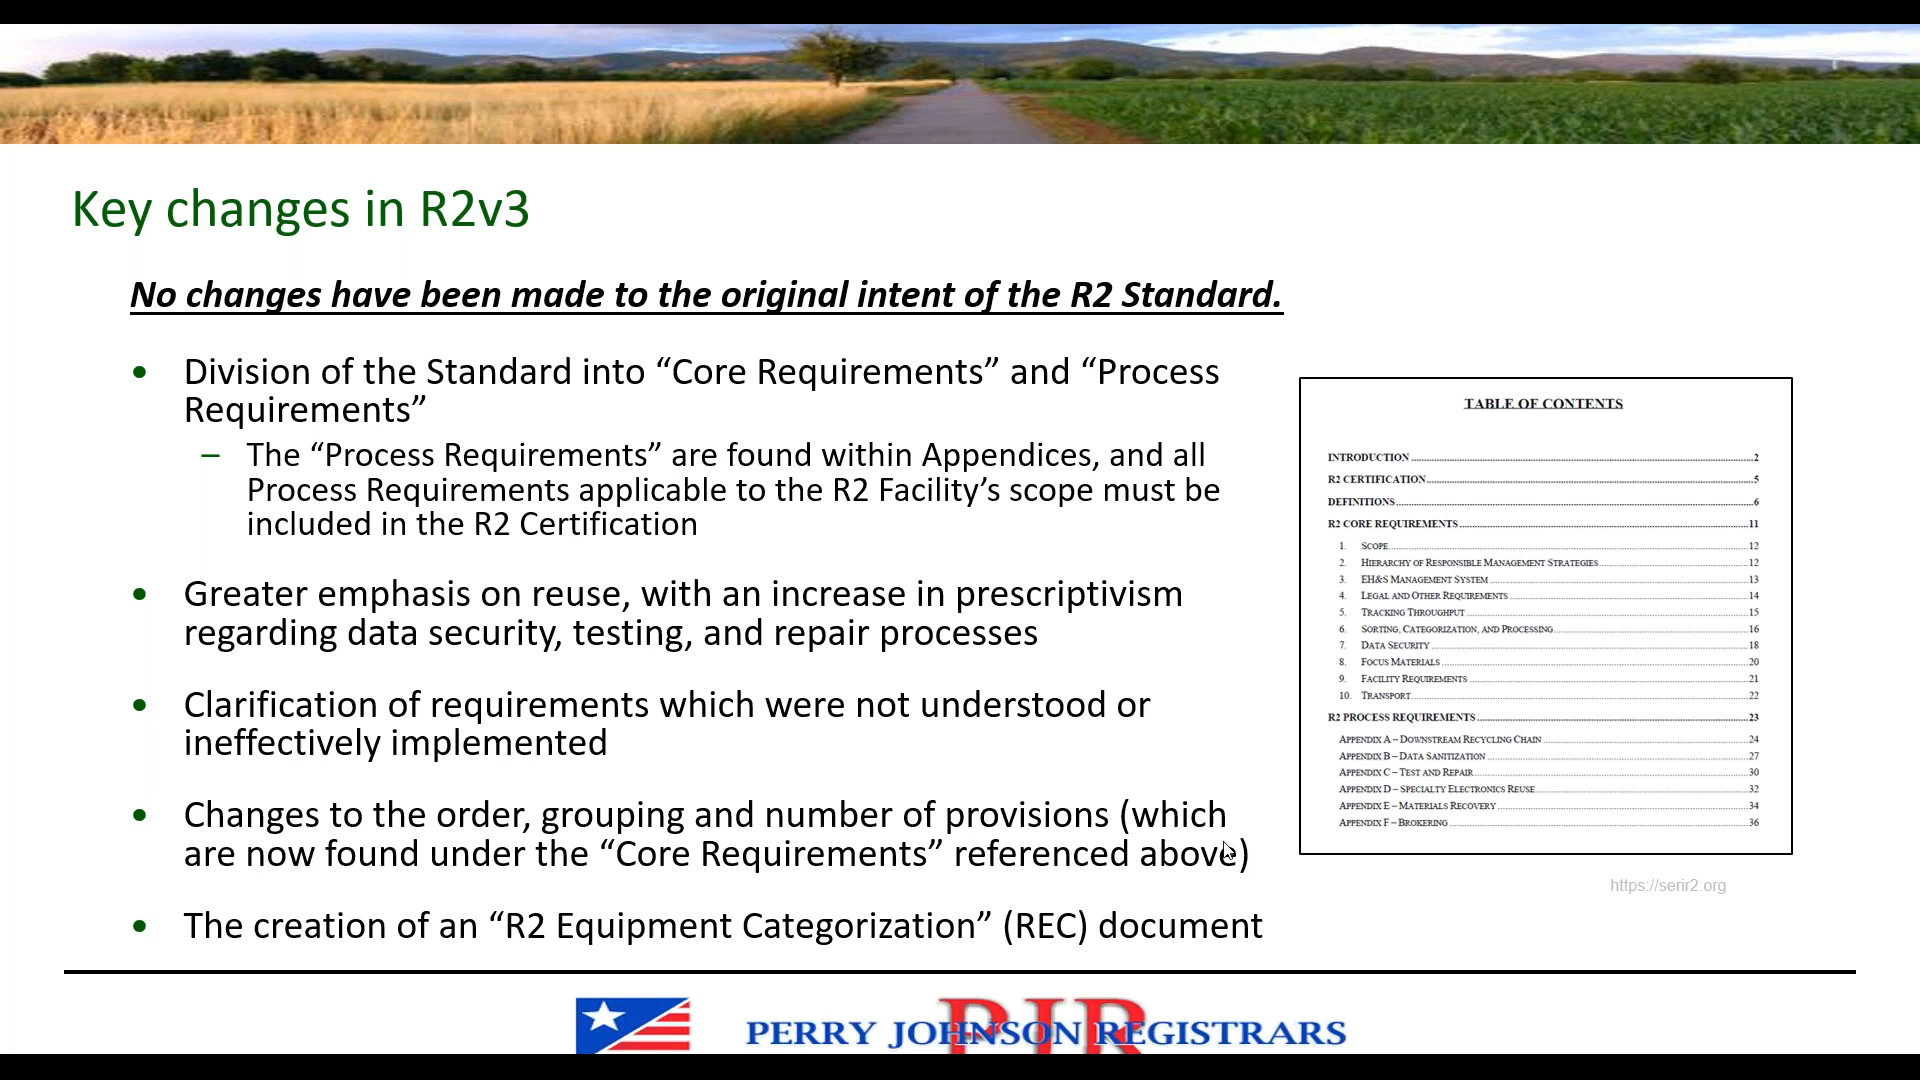 Key changes in R2v3
No changes have been made to the original intent of the R2 Standard.
• Division of the Standard into “Core Requirements” and “Process
Requirements”
– The “Process Requirements” are found within Appendices, and all
Process Requirements applicable to the R2 Facility’s scope must be
included in the R2 Certification
• Greater emphasis on reuse, with an increase in prescriptivism
regarding data security, testing, and repair processes
• Clarification of requirements which were not understood or
ineffectively implemented
• Changes to the order, grouping and number of provisions (which
are now found under the “Core Requirements” referenced above)
• The creation of an “R2 Equipment Categorization” (REC) document
TABLE OF CONTENTS
INTRODUCTION 2
R2 CERTIFICATION 5
DEFINITIONS 6
R2 CORE REQUIREMENTS 11
1. SCOPE 12
2. HIERARCHY OF RESPONSIBLE MANAGEMENT STRATEGIES 12
3. EH&S MANAGEMENT SYSTEM 13
4. LEGAL AND OTHER REQUIREMENTS 14
5. TRACKING THROUGHPUT 15
6. SORTING, CATEGORIZATION, AND PROCESSING 16
7. DATA SECURITY 18
8. FOCUS MATERIALS 20
9. FACILITY REQUIREMENTS 21
10. TRANSPORT 22
R2 PROCESS REQUIREMENTS 23
APPENDIX A – DOWNSTREAM RECYCLING CHAIN 24
APPENDIX B – DATA SANITIZATION 27
APPENDIX C – TEST AND REPAIR 30
APPENDIX D – SPECIALTY ELECTRONICS REUSE 32
APPENDIX E – MATERIALS RECOVERY 34
APPENDIX F – BROKERING 36
https://serir2.org
PJR
PERRY JOHNSON REGISTRARS